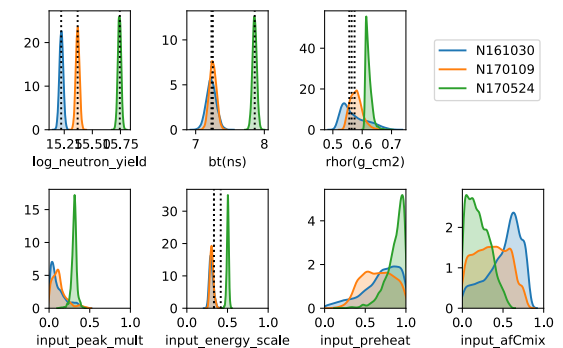 20
10
0
15.25 15.50 15.75
log_neutron_yield
10
5
0
7 8
bt(ns)
40
20
0
0.5 0.6 0.7
rhor(g_cm2)
N161030
N170109
N170524
15
10
5
0
0.0 0.5 1.0
input_peak_mult
30
20
10
0
0.0 0.5 1.0
input_energy_scale
4
2
0
0.0 0.5 1.0
input_preheat
2
1
0
0.0 0.5 1.0
input_afCmix